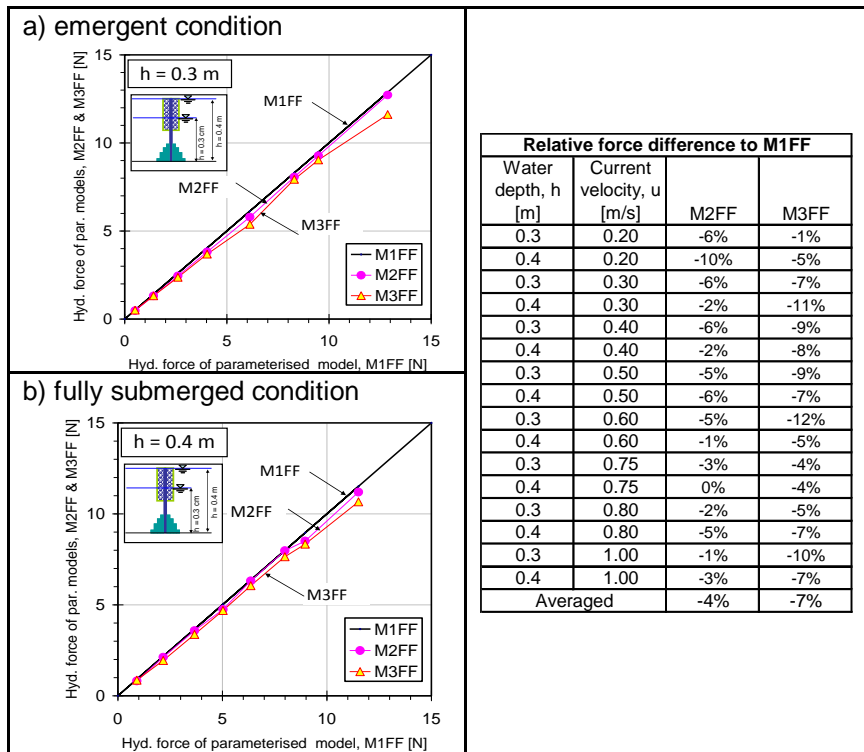 a) emergent condition
Hyd. force of par. models, M2FF & M3FF [N]
15
10
5
0
h = 0.3 m
h = 0.3 cm
h = 0.4 m
M1FF
M2FF
M3FF
M1FF
M2FF
M3FF
0
5
10
15
Hyd. force of parameterised model, M1FF [N]
b) fully submerged condition
Hyd. force of par. models, M2FF & M3FF [N]
15
10
5
0
h = 0.4 m
h = 0.3 cm
h = 0.4 m
M1FF
M2FF
M3FF
M1FF
M2FF
M3FF
0
5
10
15
Hyd. force of parameterised model, M1FF [N]
Relative force difference to M1FF
Water depth, h [m] Current velocity, u [m/s] M2FF M3FF
0.3 0.20 -6% -1%
0.4 0.20 -10% -5%
0.3 0.30 -6% -7%
0.4 0.30 -2% -11%
0.3 0.40 -6% -9%
0.4 0.40 -2% -8%
0.3 0.50 -5% -9%
0.4 0.50 -6% -7%
0.3 0.60 -5% -12%
0.4 0.60 -1% -5%
0.3 0.75 -3% -4%
0.4 0.75 0% -4%
0.3 0.80 -2% -5%
0.4 0.80 -5% -7%
0.3 1.00 -1% -10%
0.4 1.00 -3% -7%
Averaged -4% -7%